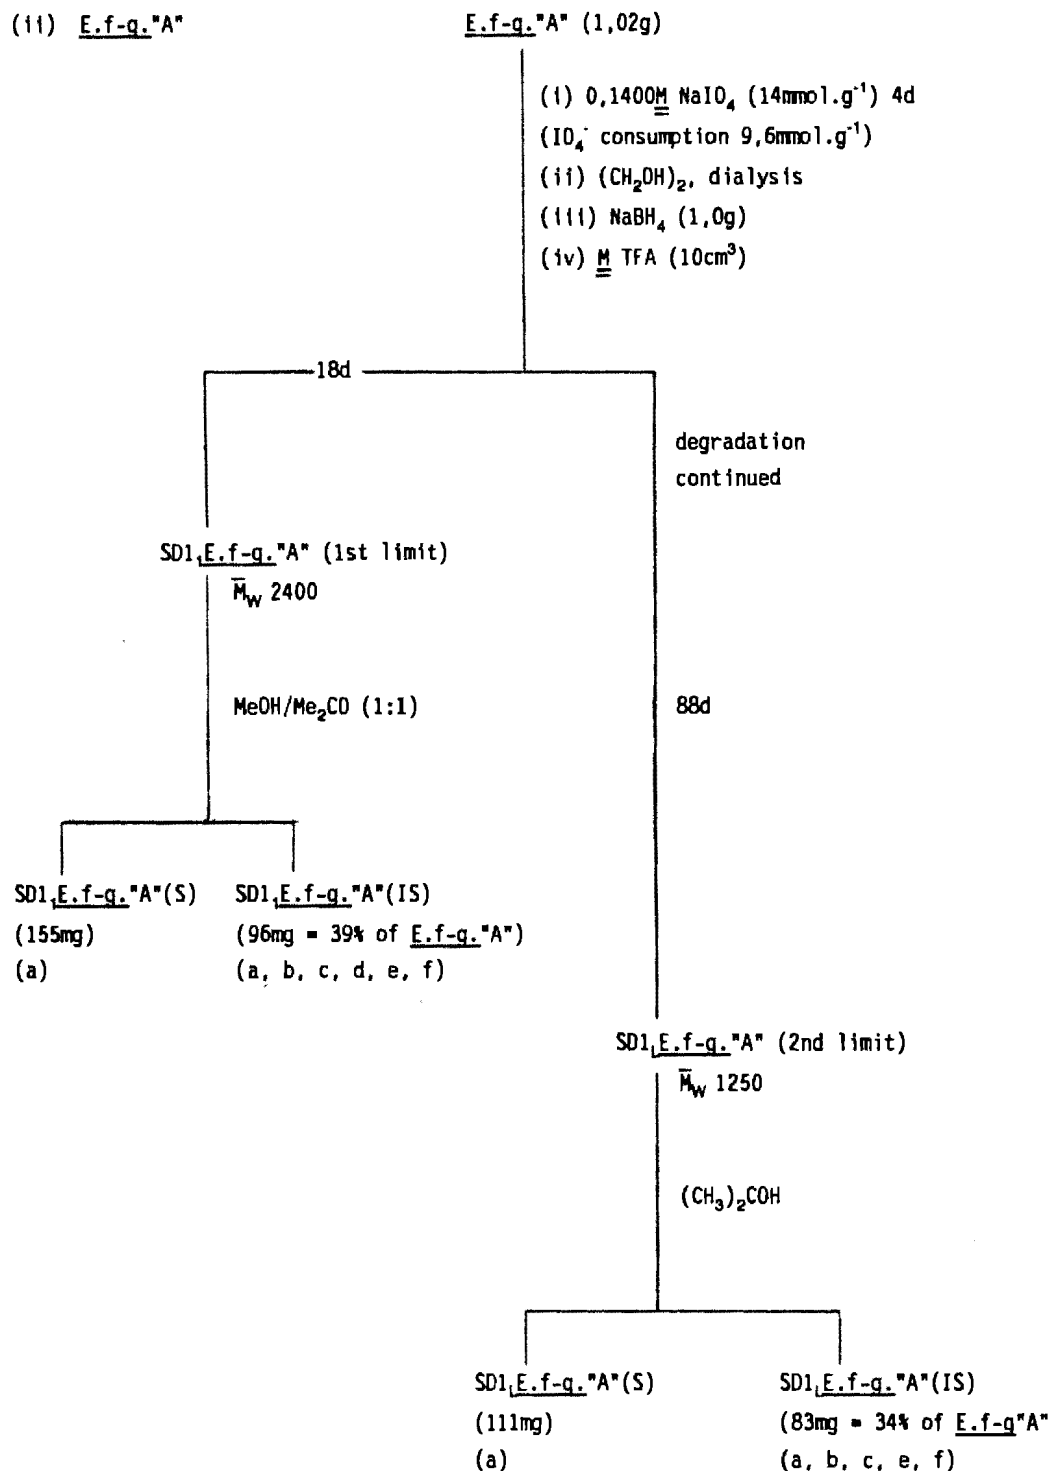 (ii) E.f-g."A"
E.f-g."A" (1,02g)
(i) 0,1400M NaIO₄ (14mmol.g⁻¹) 4d
(IO₄⁻ consumption 9,6mmol.g⁻¹)
(ii) (CH₂OH)₂, dialysis
(iii) NaBH₄ (1,0g)
(iv) M TFA (10cm³)
18d
degradation
continued
SD1,E.f-g."A" (1st limit)
M̅w 2400
MeOH/Me₂CO (1:1)
88d
SD1,E.f-g."A"(S)
(155mg)
(a)
SD1,E.f-g."A"(IS)
(96mg = 39% of E.f-g."A")
(a, b, c, d, e, f)
SD1,E.f-g."A" (2nd limit)
M̅w 1250
(CH₃)₂COH
SD1,E.f-g."A"(S)
(111mg)
(a)
SD1,E.f-g."A"(IS)
(83mg = 34% of E.f-g"A"
(a, b, c, e, f)